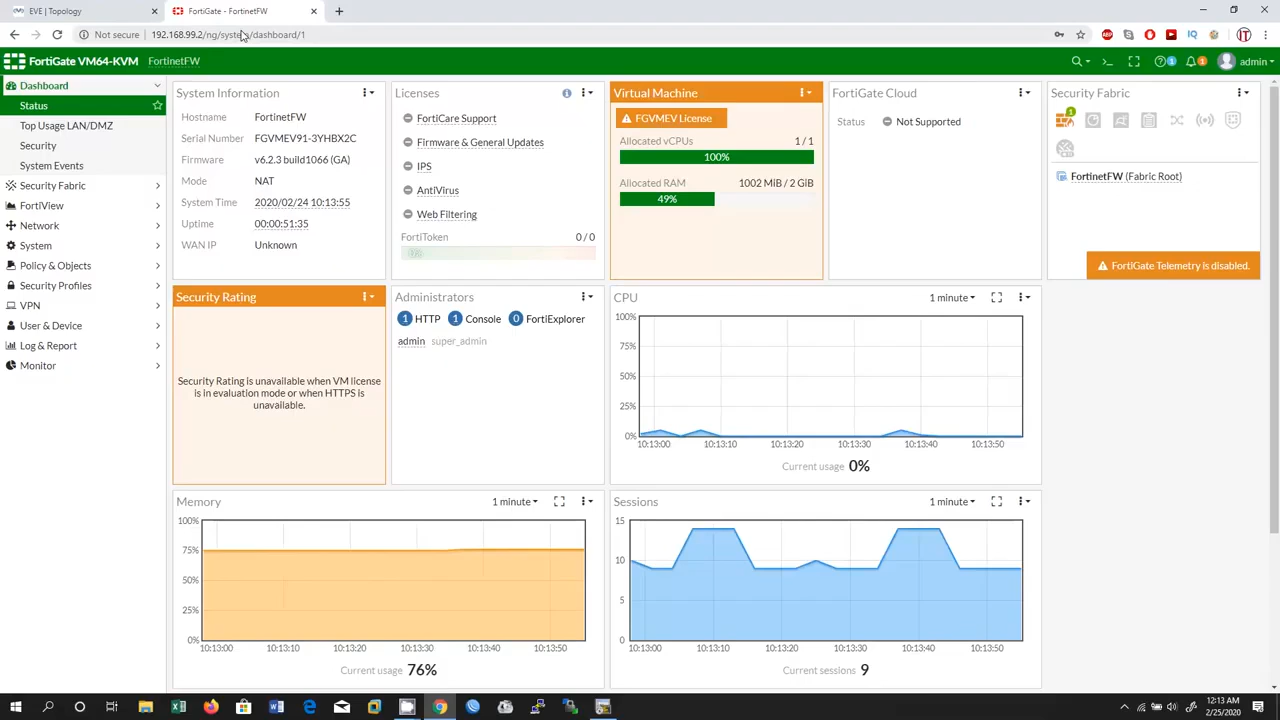 EVE | Topology
FortiGate - FortinetFW
Not secure | 192.168.99.2/ng/system/dashboard/1
FortiGate VM64-KVM FortinetFW
admin
Dashboard
Status
Top Usage LAN/DMZ
Security
System Events
Security Fabric
FortiView
Network
System
Policy & Objects
Security Profiles
VPN
User & Device
Log & Report
Monitor
System Information
Hostname FortinetFW
Serial Number FGVMEV91-3YHBX2C
Firmware v6.2.3 build1066 (GA)
Mode NAT
System Time 2020/02/24 10:13:55
Uptime 00:00:51:35
WAN IP Unknown
Licenses
FortiCare Support
Firmware & General Updates
IPS
AntiVirus
Web Filtering
FortiToken 0 / 0
0%
Virtual Machine
FGVMEV License
Allocated vCPUs 1 / 1
100%
Allocated RAM 1002 MiB / 2 GiB
49%
FortiGate Cloud
Status Not Supported
Security Fabric
1
FortinetFW (Fabric Root)
FortiGate Telemetry is disabled.
Security Rating
Security Rating is unavailable when VM license
is in evaluation mode or when HTTPS is
unavailable.
Administrators
1 HTTP 1 Console 0 FortiExplorer
admin super_admin
CPU 1 minute
100%
75%
50%
25%
0%
10:13:00 10:13:10 10:13:20 10:13:30 10:13:40 10:13:50
Current usage 0%
Memory 1 minute
100%
75%
50%
25%
0%
10:13:00 10:13:10 10:13:20 10:13:30 10:13:40 10:13:50
Current usage 76%
Sessions 1 minute
15
10
5
0
10:13:00 10:13:10 10:13:20 10:13:30 10:13:40 10:13:50
Current sessions 9
12:13 AM
2/25/2020